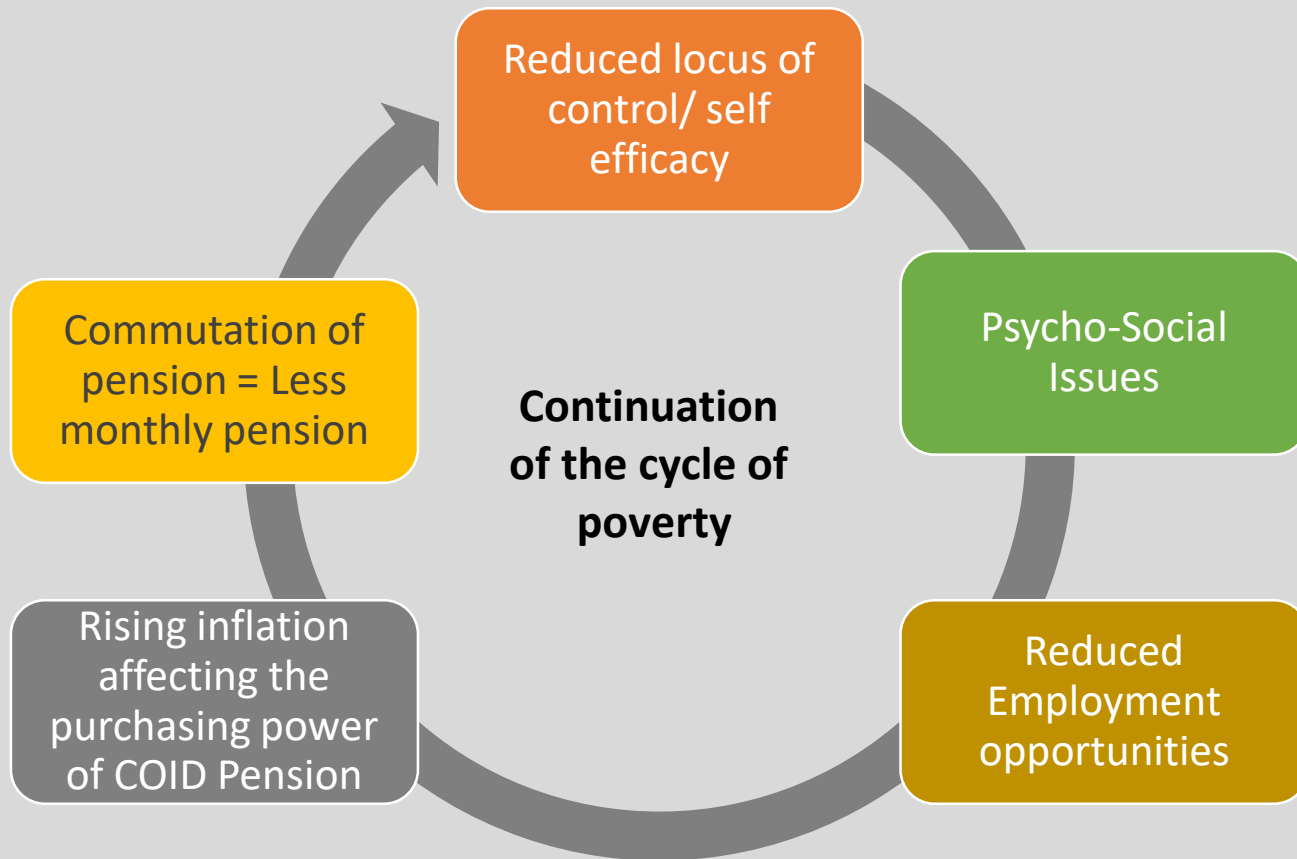 Reduced locus of
control/ self
efficacy
Psycho-Social
Issues
Reduced
Employment
opportunities
Rising inflation
affecting the
purchasing power
of COID Pension
Commutation of
pension = Less
monthly pension
Continuation
of the cycle of
poverty